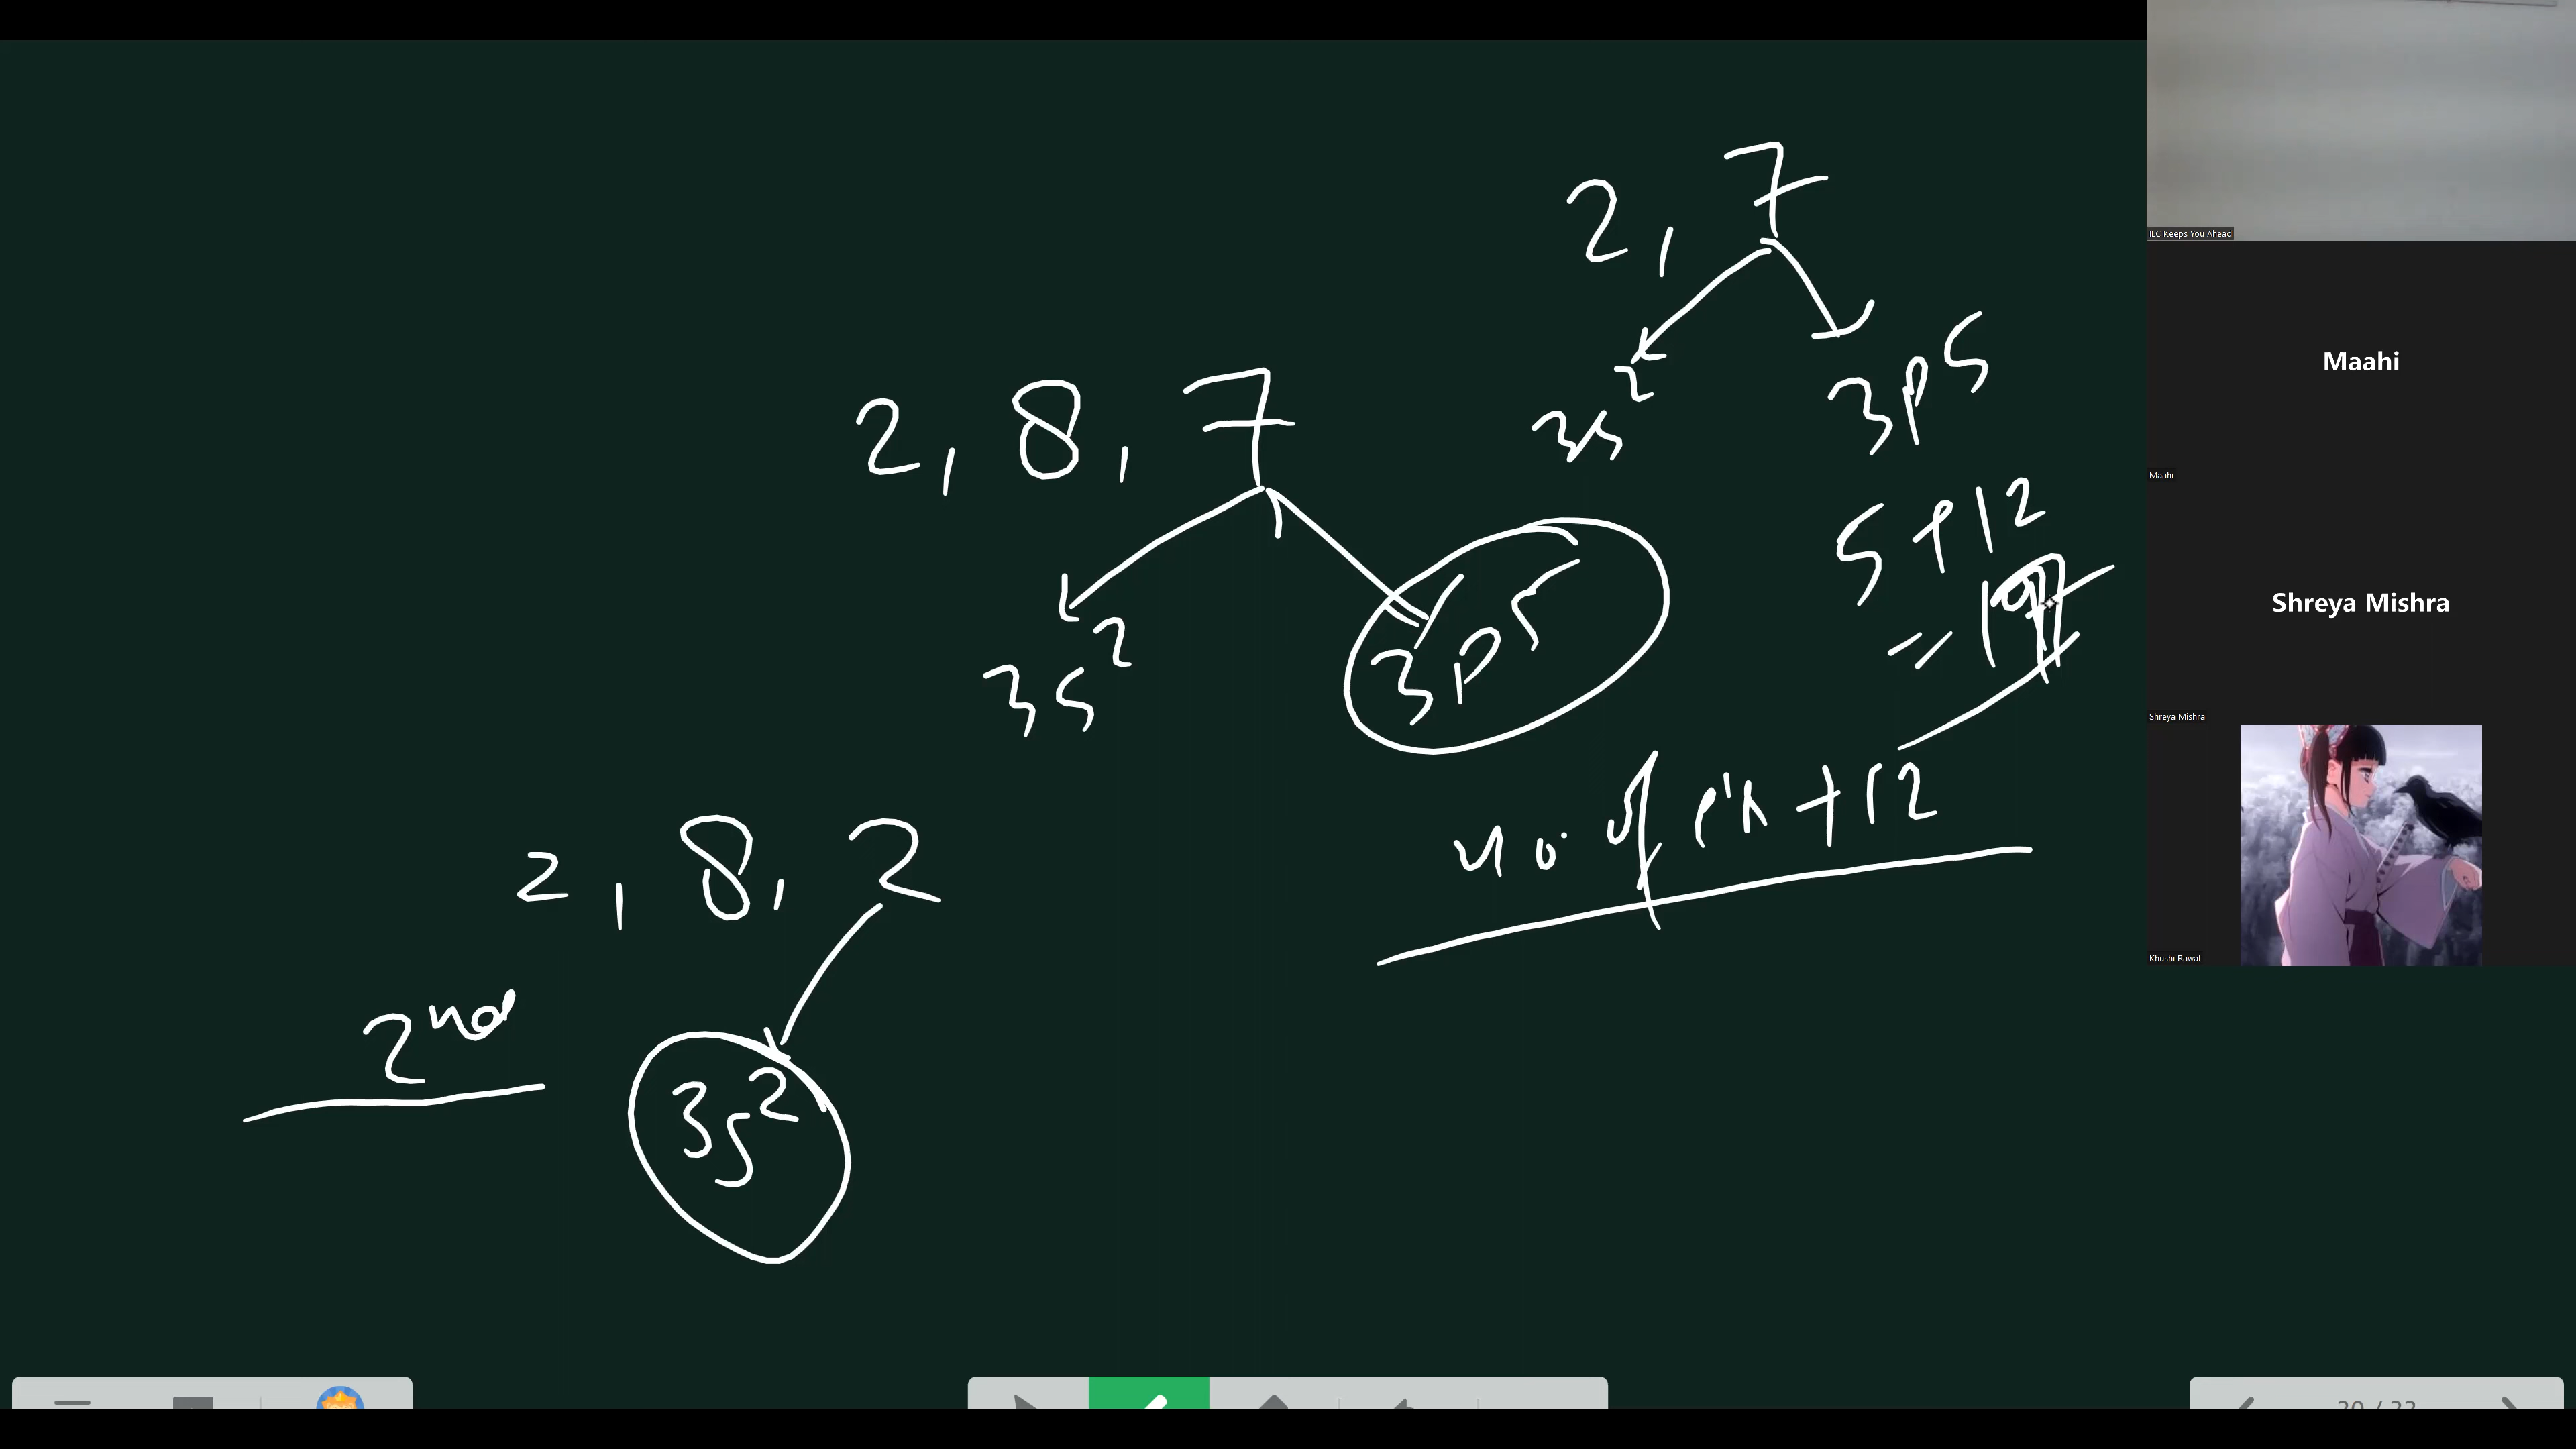 2, 7
3s² 3p5
2, 8, 7
3s² 3p5
5+12
=
no. of +12
2, 8, 2
2nd
3s²
ILC Keeps You Ahead
Maahi
Maahi
Shreya Mishra
Shreya Mishra
Khushi Rawat